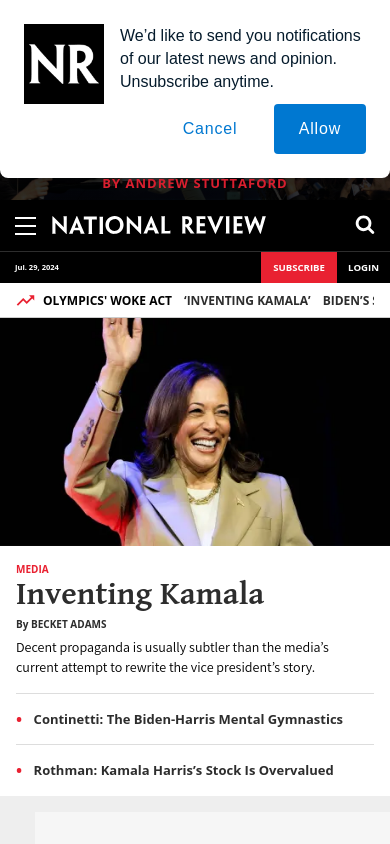 NR
We’d like to send you notifications
of our latest news and opinion.
Unsubscribe anytime.
Cancel
Allow
BY ANDREW STUTTAFORD
NATIONAL REVIEW
Jul. 29, 2024
SUBSCRIBE
LOGIN
OLYMPICS' WOKE ACT ‘INVENTING KAMALA’ BIDEN’S
MEDIA
Inventing Kamala
By BECKET ADAMS
Decent propaganda is usually subtler than the media’s
current attempt to rewrite the vice president’s story.
• Continetti: The Biden-Harris Mental Gymnastics
• Rothman: Kamala Harris’s Stock Is Overvalued